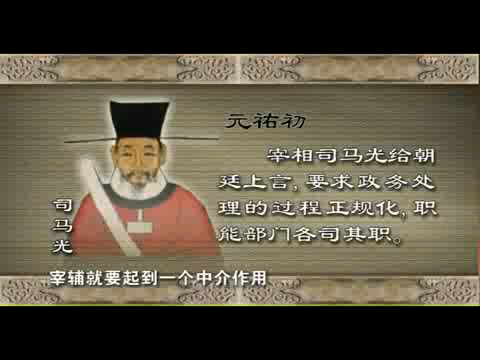 元祐初
宰相司马光给朝
廷上言，要求政务处
理的过程正规化，职
能部门各司其职。
司马光
宰辅就要起到一个中介作用